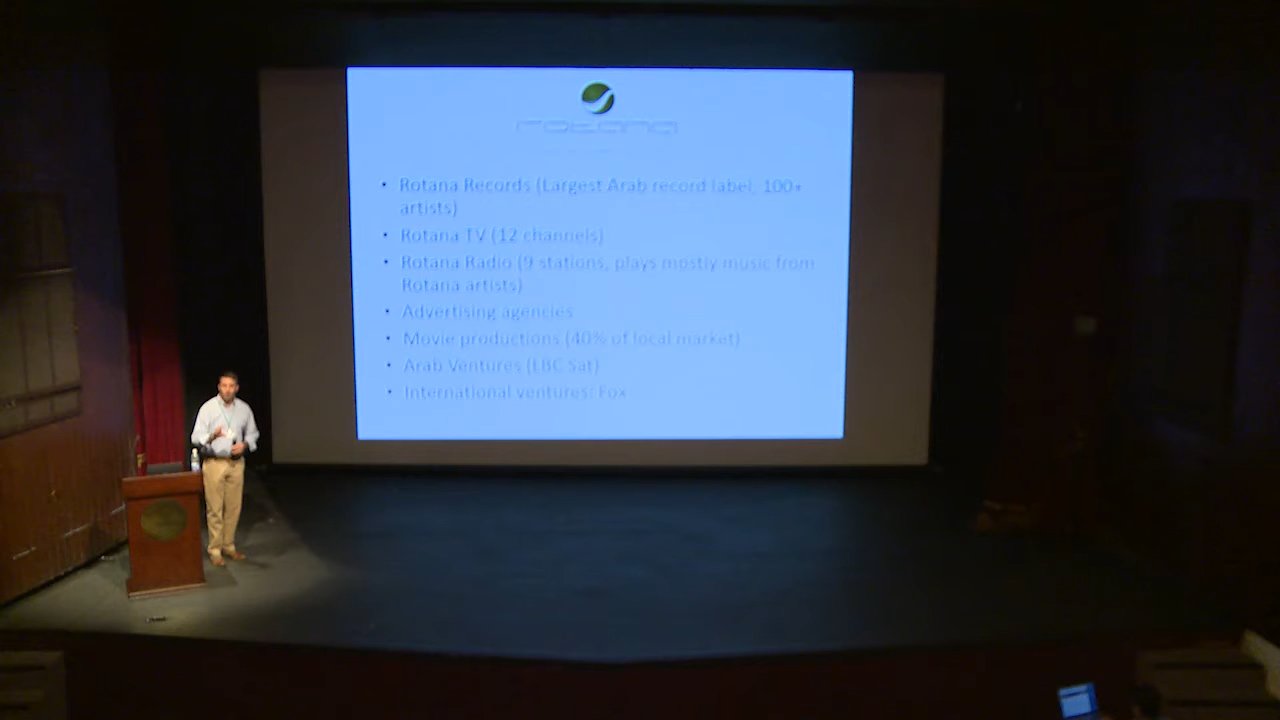 rotana
• Rotana Records (Largest Arab record label, 100+
artists)
• Rotana TV (12 channels)
• Rotana Radio (9 stations, plays mostly music from
Rotana artists)
• Advertising agencies
• Movie productions (40% of local market)
• Arab Ventures (LBC Sat)
• International ventures: Fox